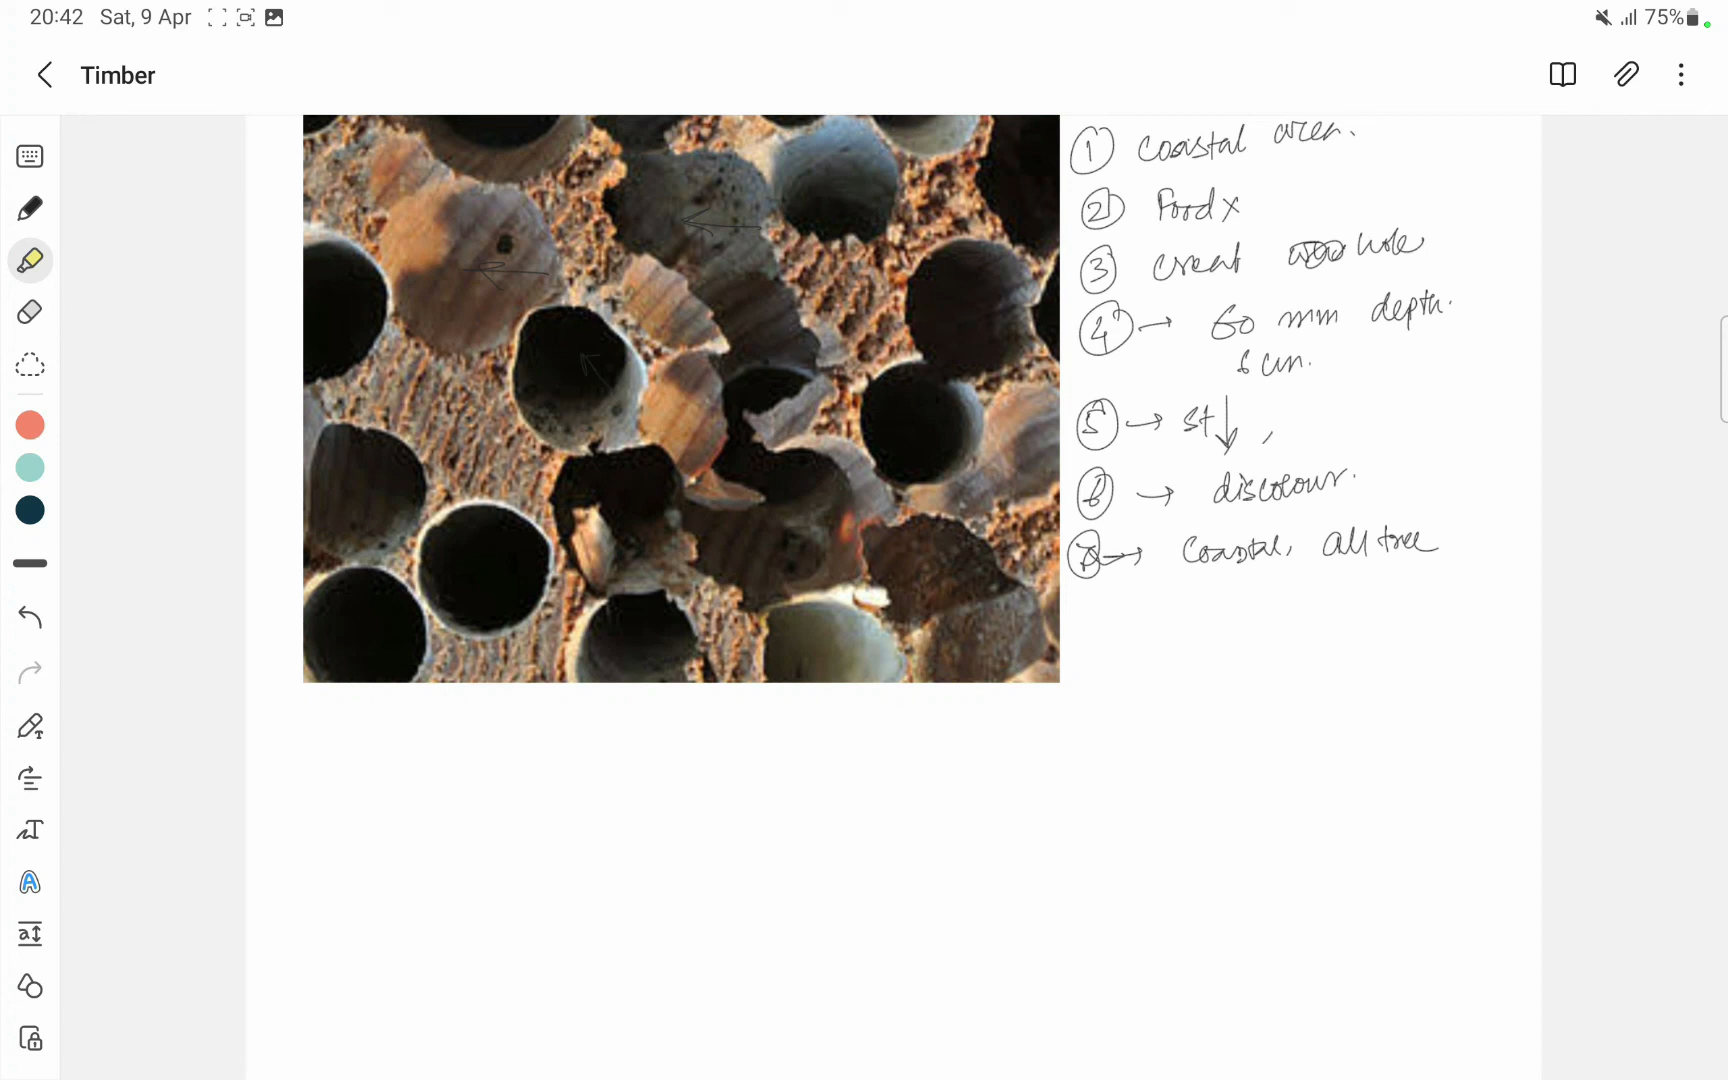 20:42 Sat, 9 Apr
75%
Timber
① Coastal area.
② Food x
③ creat hole
④ → 60 mm depth.
6 cm.
⑤ → st ↓ ,
⑥ → discolour.
⑦ → Coastal, all tree